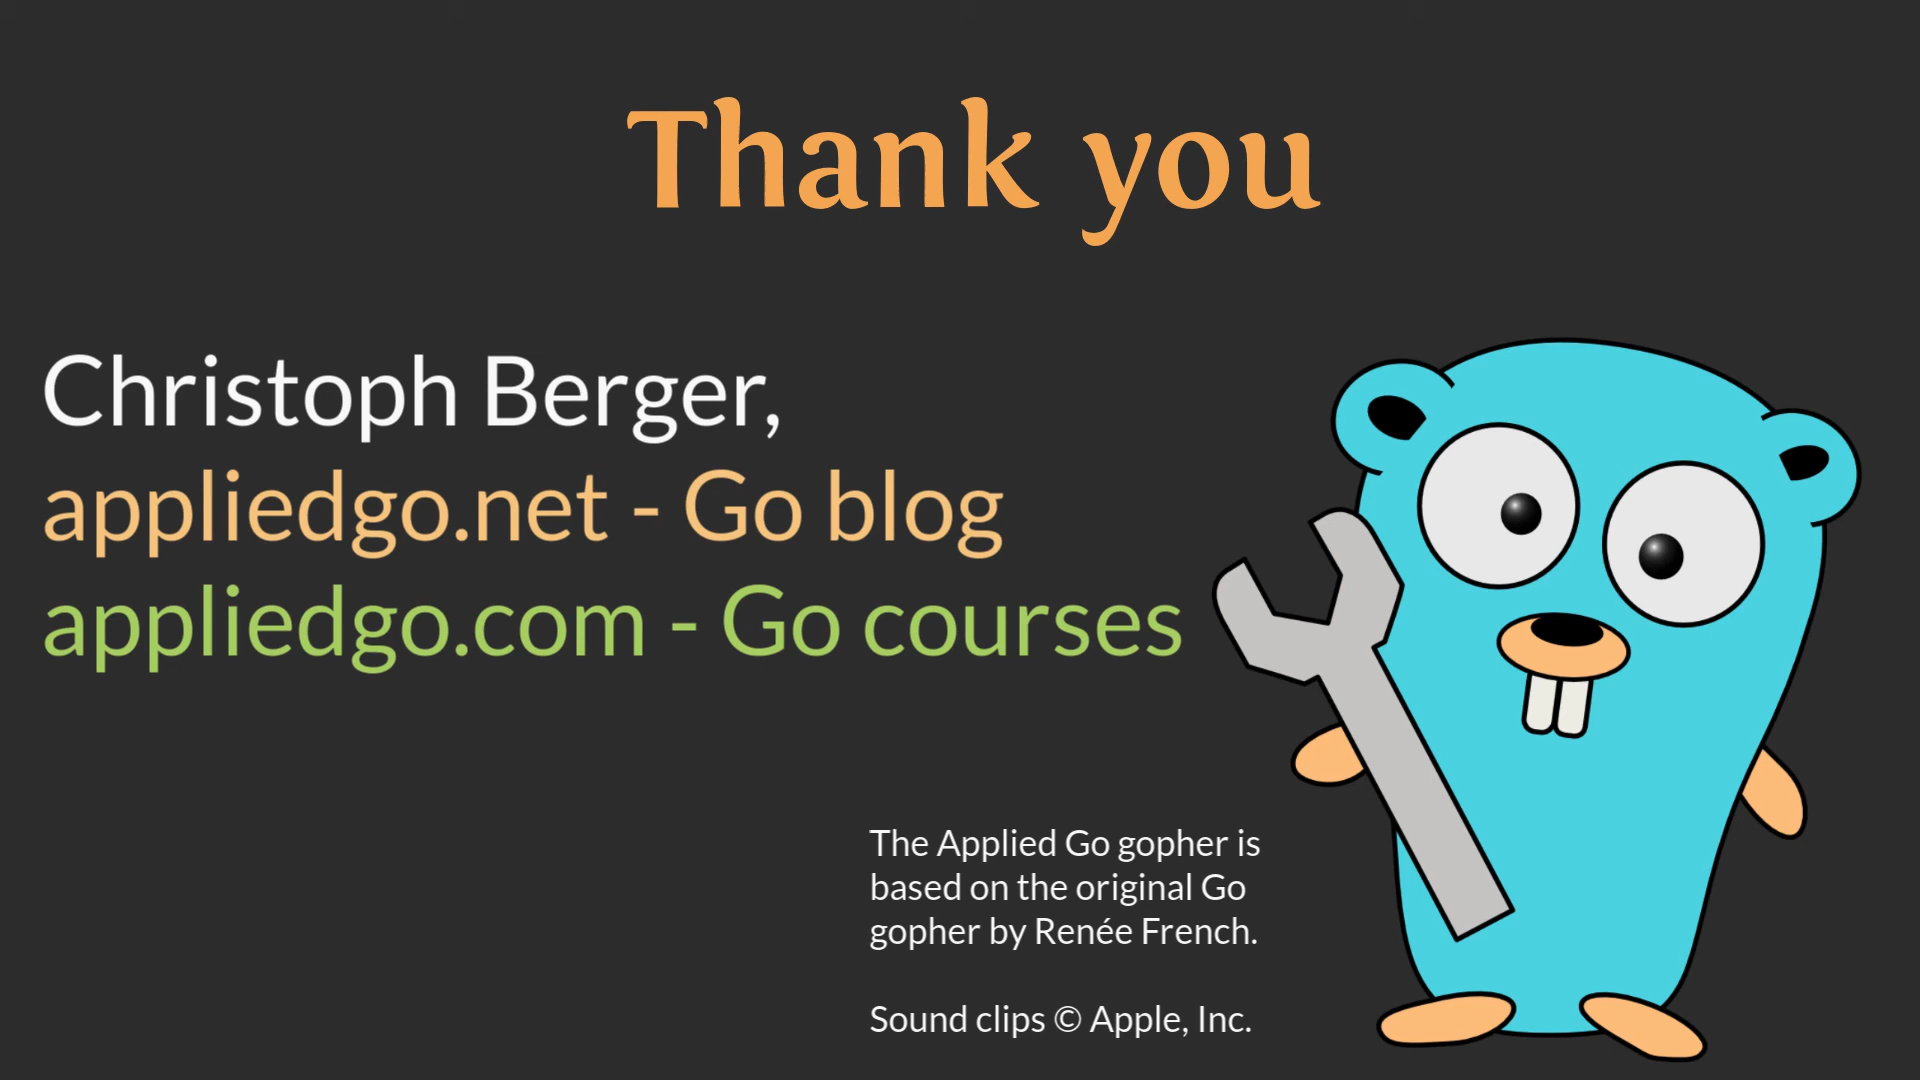 Thank you
Christoph Berger,
appliedgo.net - Go blog
appliedgo.com - Go courses
The Applied Go gopher is
based on the original Go
gopher by Renée French.
Sound clips © Apple, Inc.